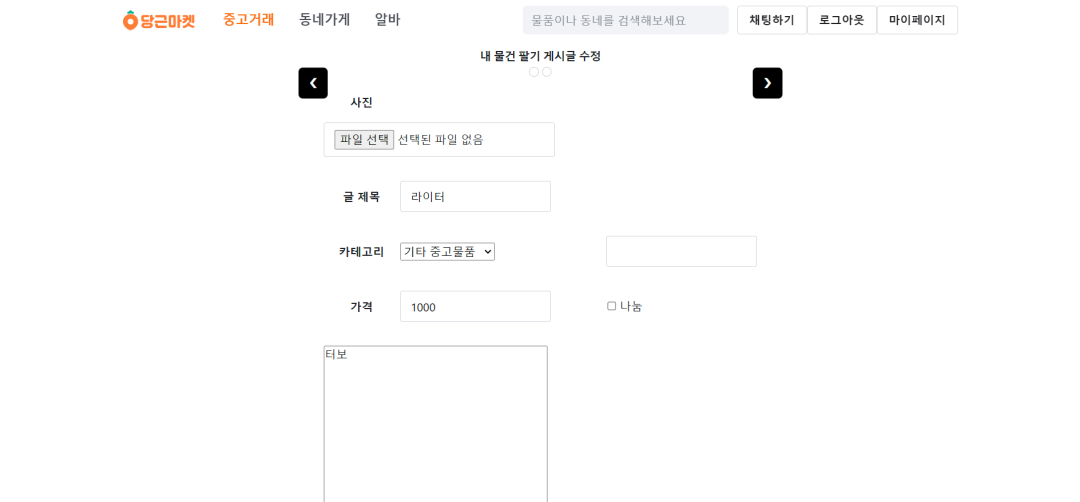 당근마켓 중고거래 동네가게 알바 물품이나 동네를 검색해보세요 채팅하기 로그아웃 마이페이지
내 물건 팔기 게시글 수정
❮ ❯
사진
파일 선택 선택된 파일 없음
글 제목 라이터
카테고리 기타 중고물품
가격 1000 나눔
터보